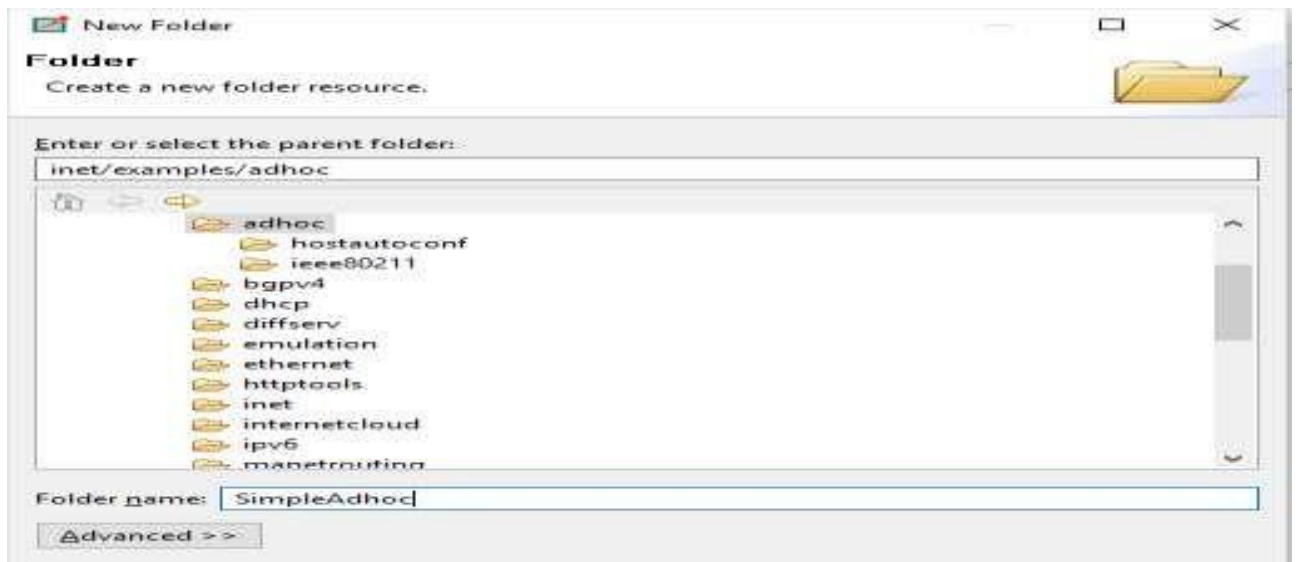 New Folder
Folder
Create a new folder resource.
Enter or select the parent folder:
inet/examples/adhoc
adhoc
hostautoconf
ieee80211
bgpv4
dhcp
diffserv
emulation
ethernet
httptools
inet
internetcloud
ipv6
manetrouting
Folder name: SimpleAdhoc
Advanced >>